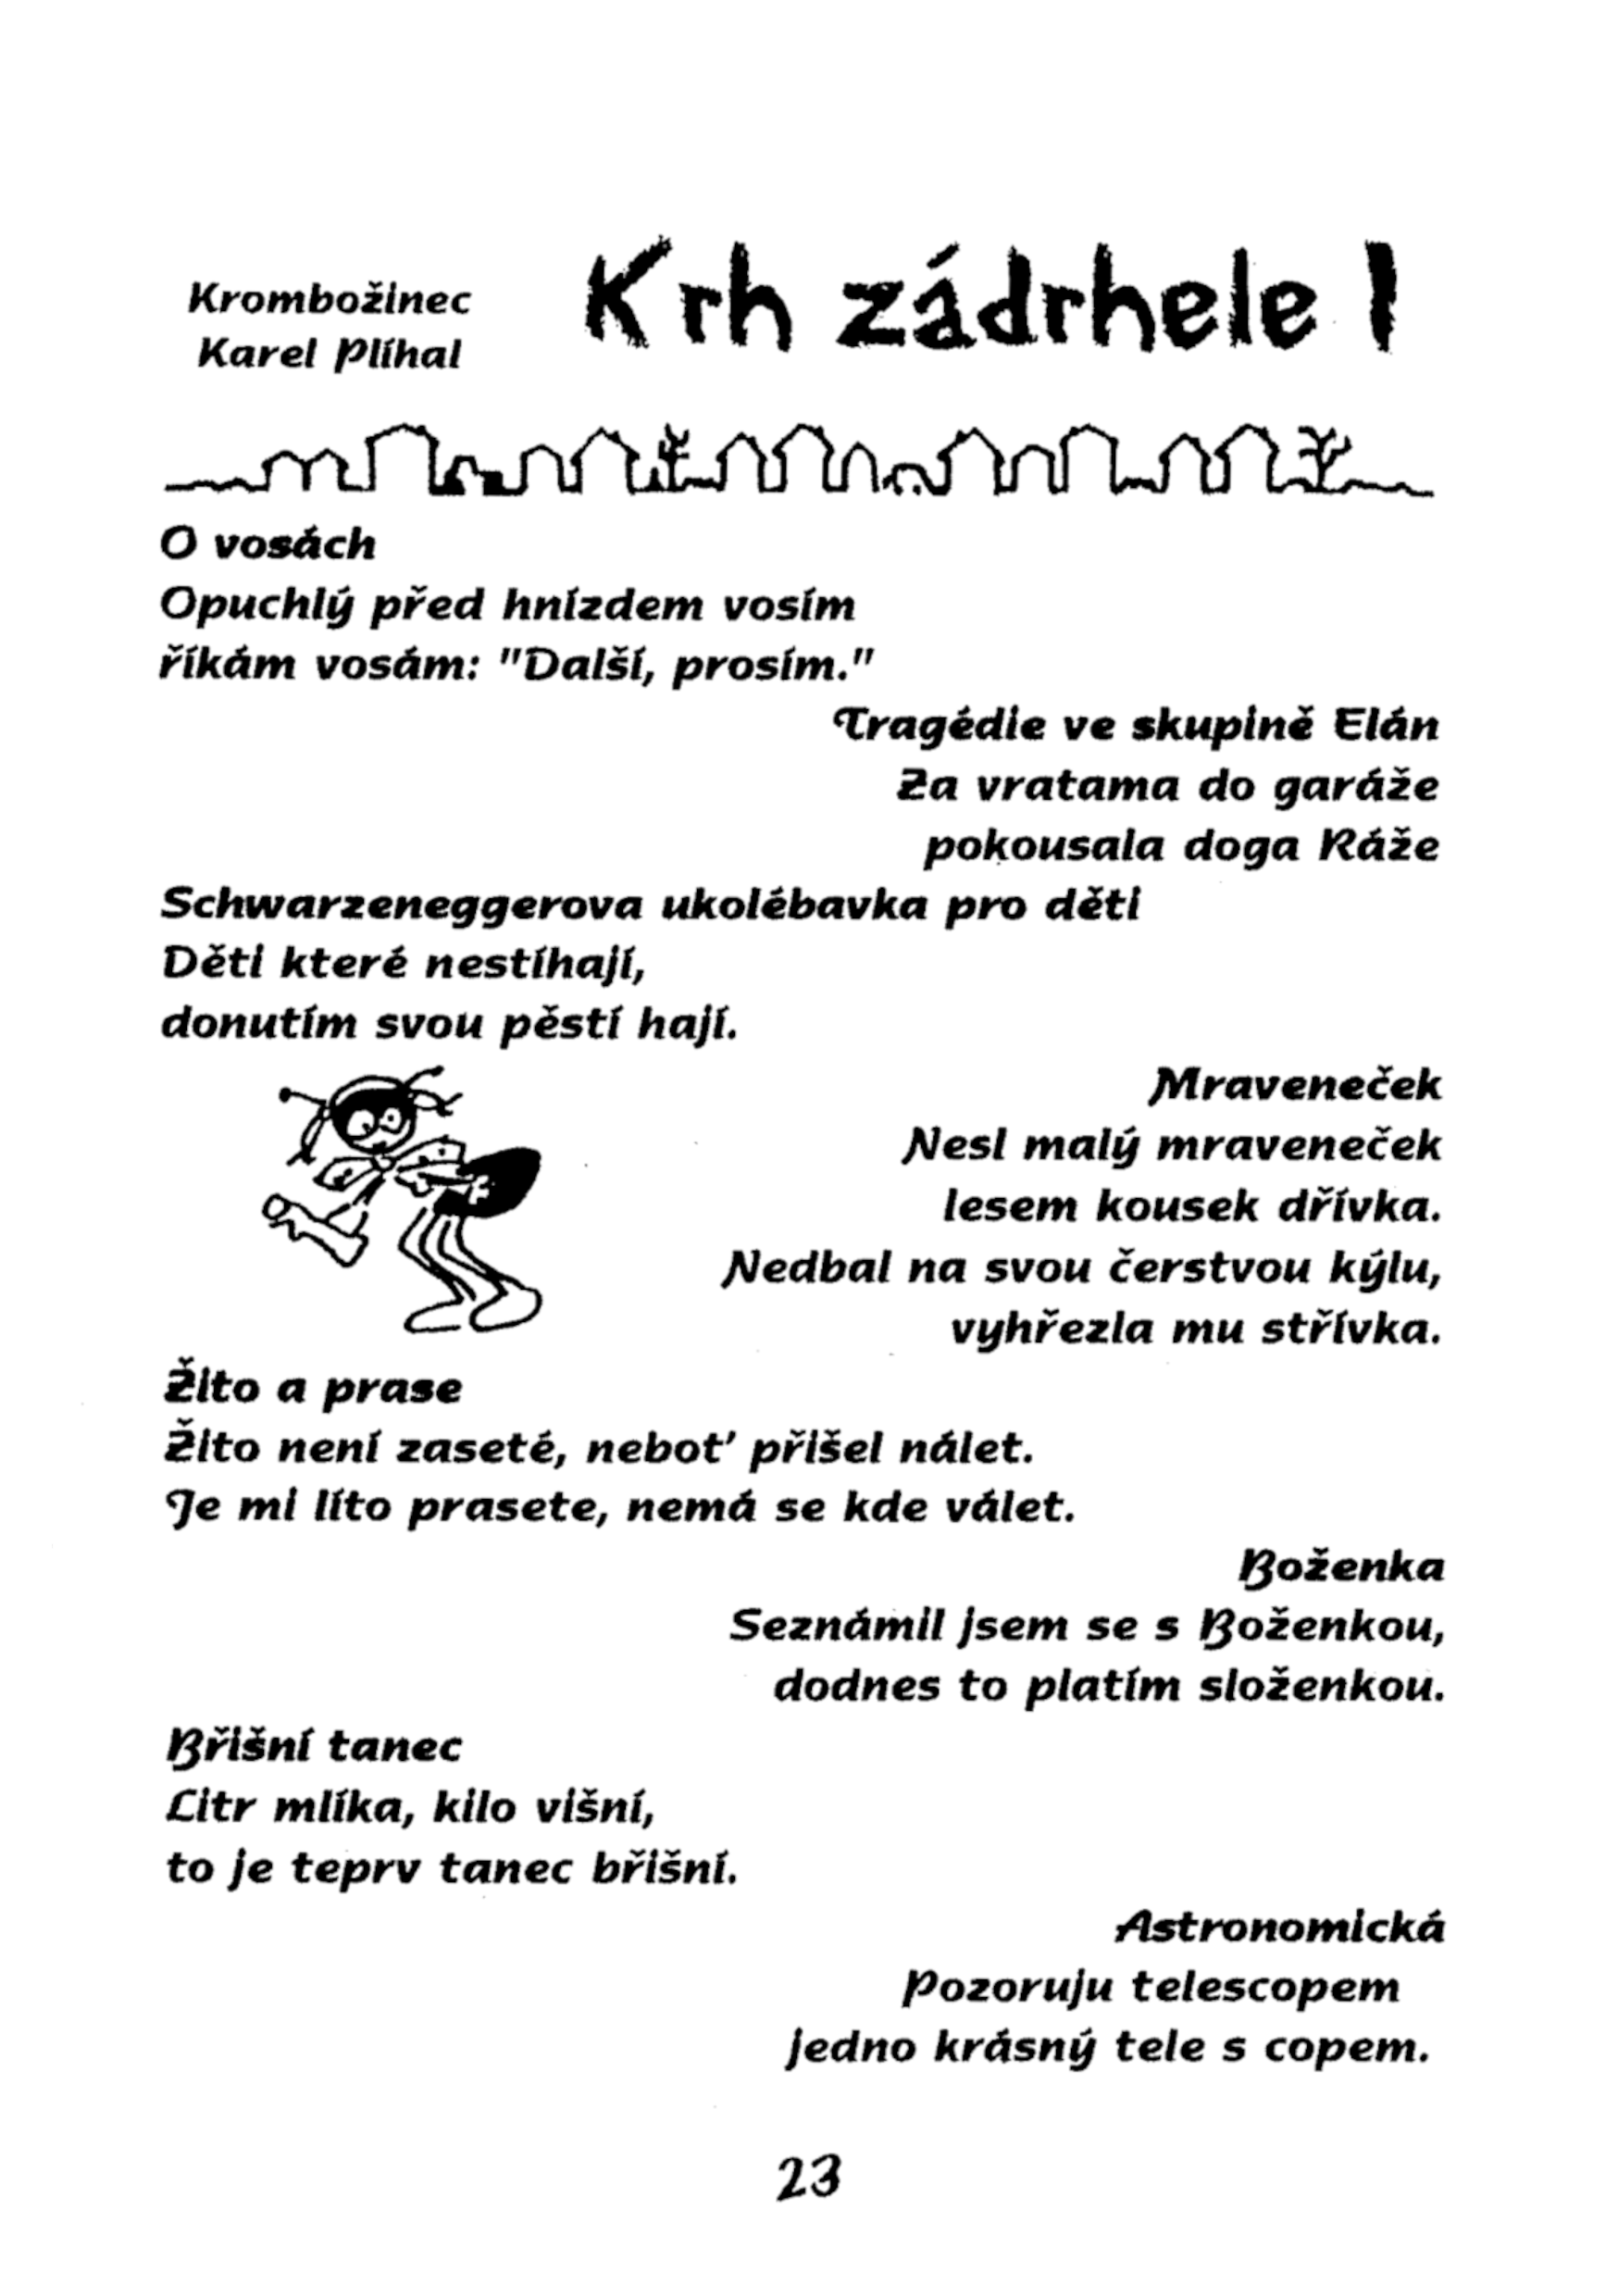 Krombožinec
Karel Plíhal
Krh zádrhele I
O vosách
Opuchlý před hnízdem vosím
říkám vosám: "Další, prosím."
Tragédie ve skupině Elán
Za vratama do garáže
pokousala doga Ráže
Schwarzeneggerova ukolébavka pro děti
Děti které nestíhají,
donutím svou pěstí hají.
Mraveneček
Nesl malý mraveneček
lesem kousek dřívka.
Nedbal na svou čerstvou kýlu,
vyhřezla mu střívka.
Žito a prase
Žito není zaseté, neboť přišel nálet.
Je mi líto prasete, nemá se kde válet.
Boženka
Seznámil jsem se s Boženkou,
dodnes to platím složenkou.
Břišní tanec
Litr mlíka, kilo višní,
to je teprv tanec břišní.
Astronomická
Pozoruju telescopem
jedno krásný tele s copem.
23